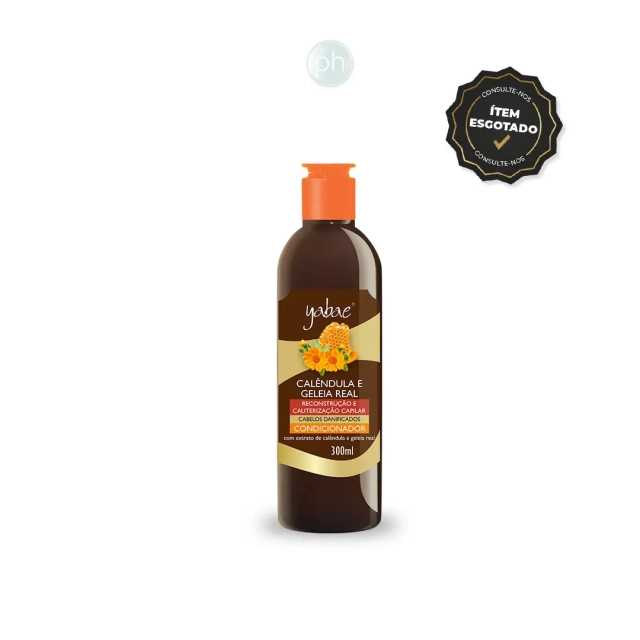 ph
CONSULTE-NOS
ÍTEM
ESGOTADO
CONSULTE-NOS
yabae®
CALÊNDULA E
GELEIA REAL
RECONSTRUÇÃO E
CAUTERIZAÇÃO CAPILAR
CABELOS DANIFICADOS
CONDICIONADOR
com extrato de calêndula e geleia real
300ml